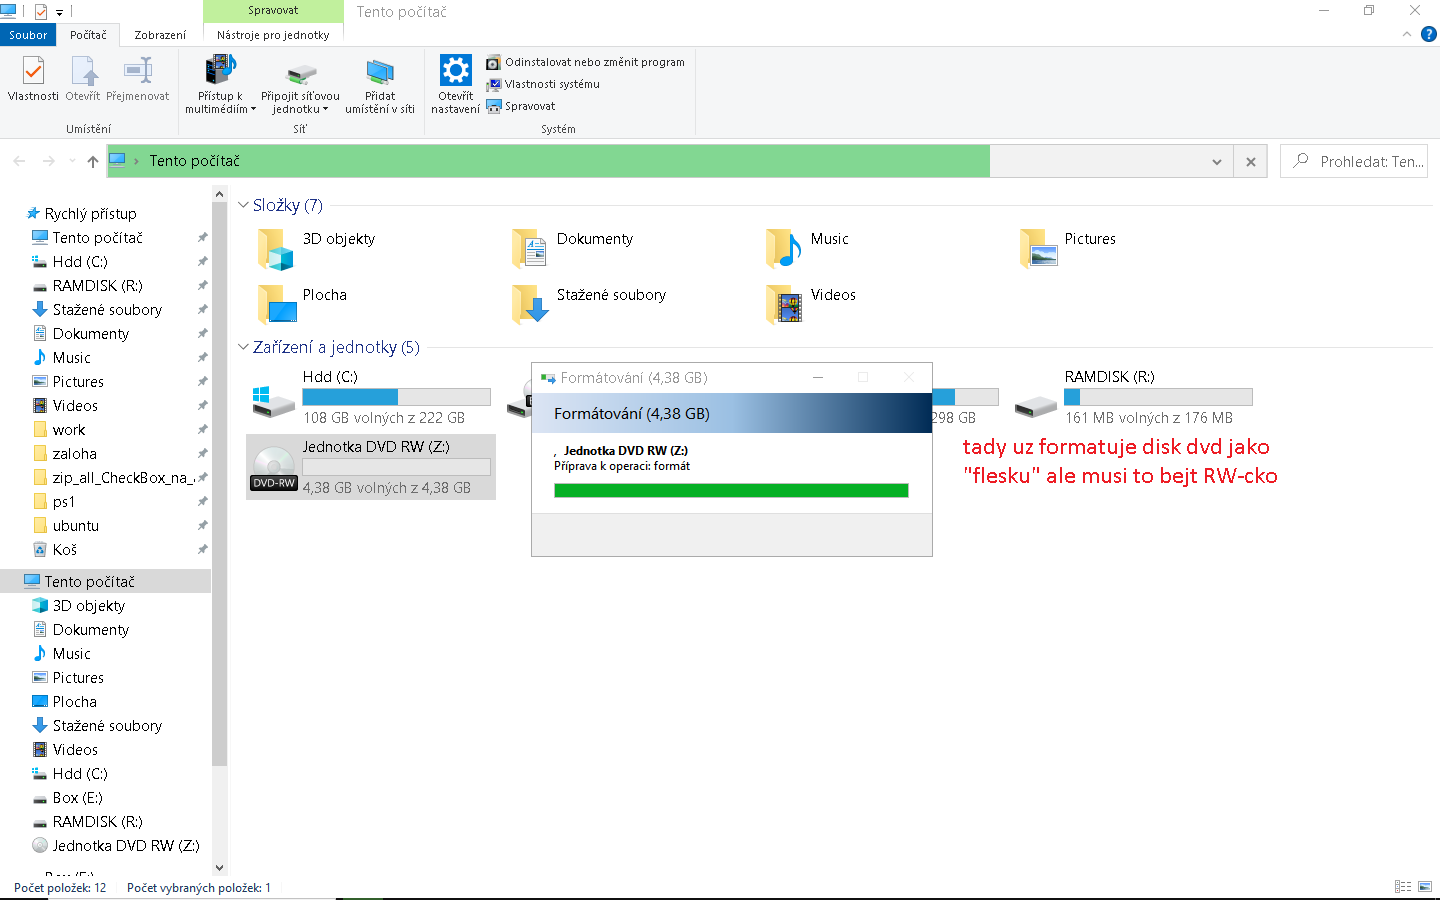 Spravovat
Tento počítač
Soubor
Počítač
Zobrazení
Nástroje pro jednotky
Vlastnosti
Otevřít
Přejmenovat
Přístup k
multimédiím
Připojit síťovou
jednotku
Přidat
umístění v síti
Otevřít
nastavení
Odinstalovat nebo změnit program
Vlastnosti systému
Spravovat
Umístění
Síť
Systém
Tento počítač
Prohledat: Ten...
Rychlý přístup
Tento počítač
Hdd (C:)
RAMDISK (R:)
Stažené soubory
Dokumenty
Music
Pictures
Videos
work
zaloha
zip_all_CheckBox_na_
ps1
ubuntu
Koš
Tento počítač
3D objekty
Dokumenty
Music
Pictures
Plocha
Stažené soubory
Videos
Hdd (C:)
Box (E:)
RAMDISK (R:)
Jednotka DVD RW (Z:)
Složky (7)
3D objekty
Dokumenty
Music
Pictures
Plocha
Stažené soubory
Videos
Zařízení a jednotky (5)
Hdd (C:)
108 GB volných z 222 GB
298 GB
RAMDISK (R:)
161 MB volných z 176 MB
Jednotka DVD RW (Z:)
DVD-RW
4,38 GB volných z 4,38 GB
Formátování (4,38 GB)
Formátování (4,38 GB)
Jednotka DVD RW (Z:)
Příprava k operaci: formát
tady uz formatuje disk dvd jako
"flesku" ale musi to bejt RW-cko
Počet položek: 12
Počet vybraných položek: 1